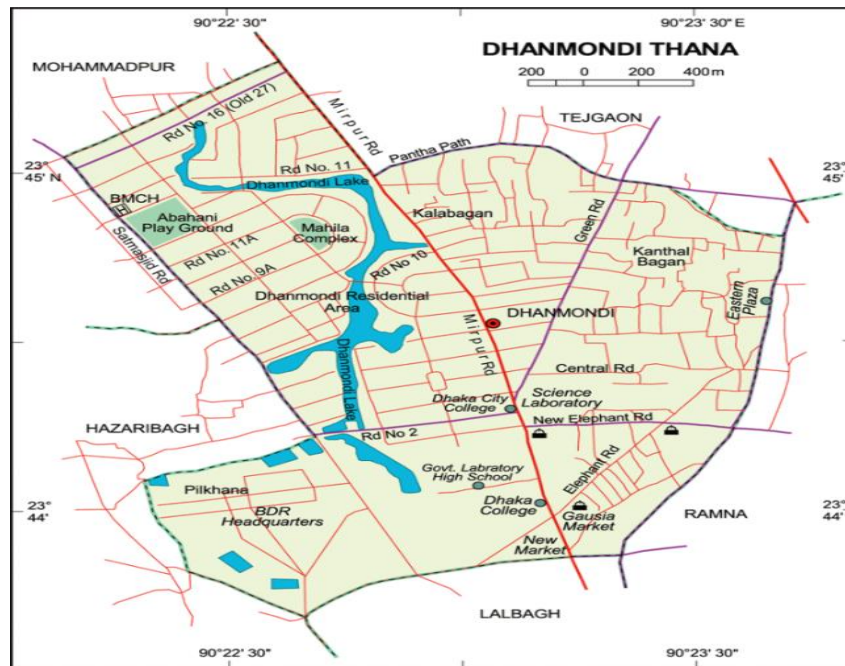 90°22' 30"
90°23' 30" E
DHANMONDI THANA
200 0 200 400 m
MOHAMMADPUR
TEJGAON
Rd No. 16 (Old 27)
Mirpur Rd
Pantha Path
23°
45' N
23°
45'
Rd No. 11
Dhanmondi Lake
BMCH
Abahani
Play Ground
Mahila
Complex
Kalabagan
Green Rd
Kanthal
Bagan
Satmasjid Rd
Rd No. 11A
Rd No. 9A
Rd No 10
Dhanmondi Residential
Area
Eastern
Plaza
DHANMONDI
Mirpur Rd
Dhanmondi Lake
Central Rd
Dhaka City
College
Science
Laboratory
New Elephant Rd
HAZARIBAGH
Rd No 2
Elephant Rd
Govt. Labratory
High School
Pilkhana
BDR
Headquarters
Dhaka
College
Gausia
Market
New
Market
RAMNA
23°
44'
23°
44'
LALBAGH
90°22' 30"
90°23' 30"